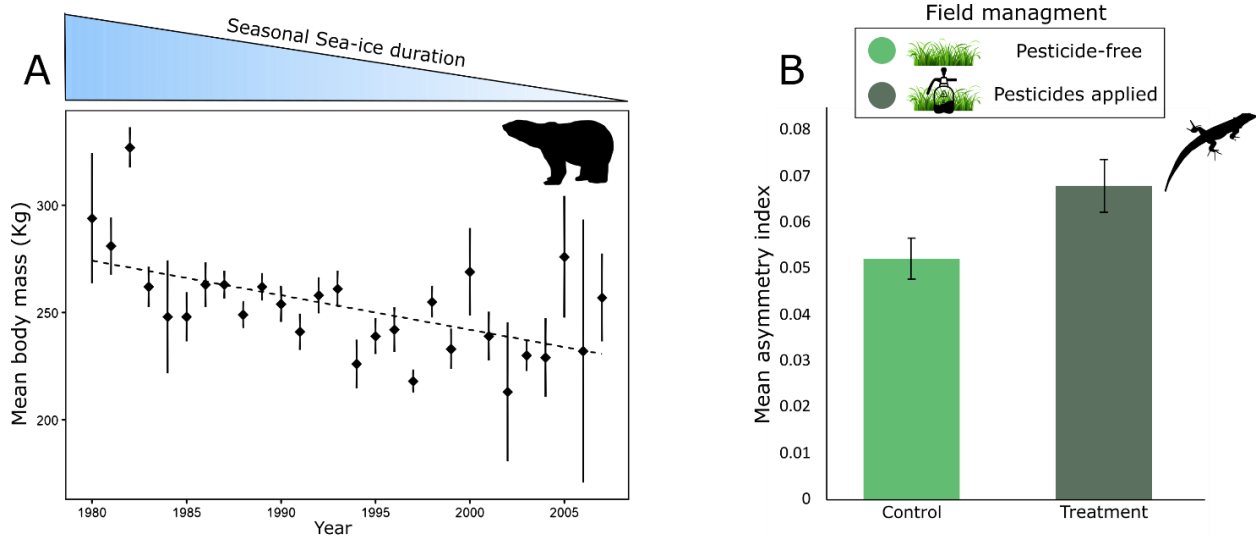 A
Seasonal Sea-ice duration
Mean body mass (Kg)
300
250
200
1980
1985
1990
1995
2000
2005
Year
B
Field managment
Pesticide-free
Pesticides applied
Mean asymmetry index
0.08
0.07
0.06
0.05
0.04
0.03
0.02
0.01
0
Control
Treatment